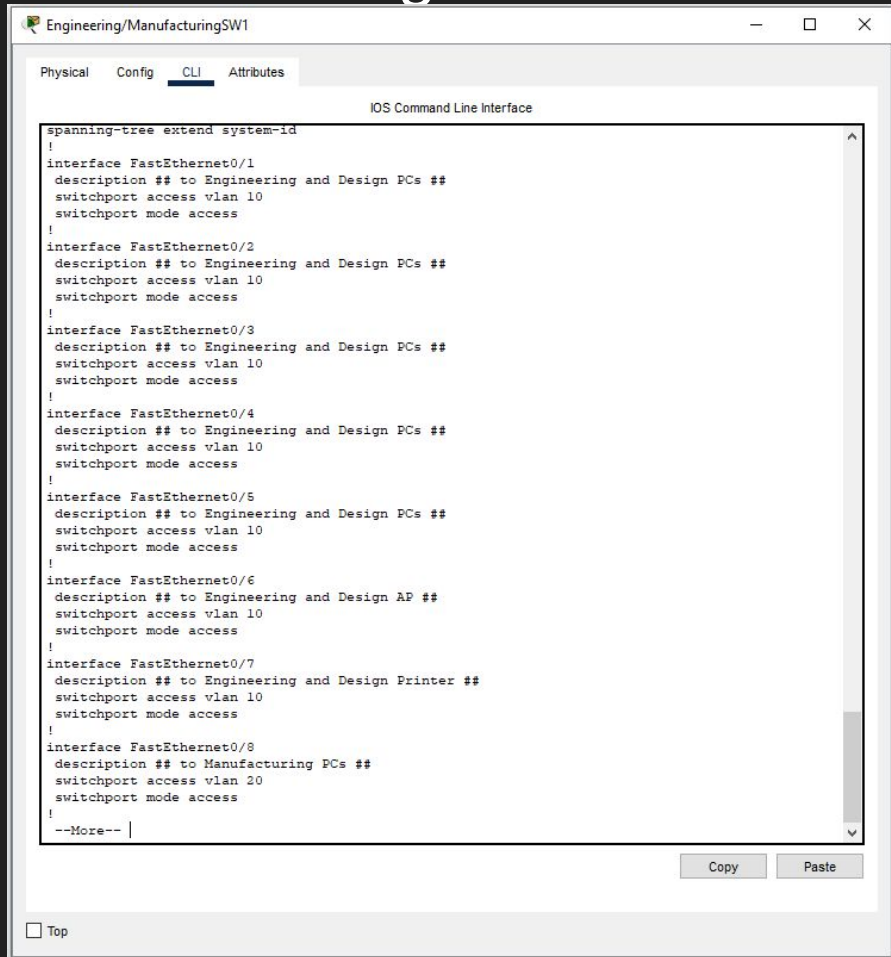 Engineering/ManufacturingSW1
Physical Config CLI Attributes
IOS Command Line Interface
spanning-tree extend system-id
!
interface FastEthernet0/1
description ## to Engineering and Design PCs ##
switchport access vlan 10
switchport mode access
!
interface FastEthernet0/2
description ## to Engineering and Design PCs ##
switchport access vlan 10
switchport mode access
!
interface FastEthernet0/3
description ## to Engineering and Design PCs ##
switchport access vlan 10
switchport mode access
!
interface FastEthernet0/4
description ## to Engineering and Design PCs ##
switchport access vlan 10
switchport mode access
!
interface FastEthernet0/5
description ## to Engineering and Design PCs ##
switchport access vlan 10
switchport mode access
!
interface FastEthernet0/6
description ## to Engineering and Design AP ##
switchport access vlan 10
switchport mode access
!
interface FastEthernet0/7
description ## to Engineering and Design Printer ##
switchport access vlan 10
switchport mode access
!
interface FastEthernet0/8
description ## to Manufacturing PCs ##
switchport access vlan 20
switchport mode access
!
--More--
Copy Paste
Top